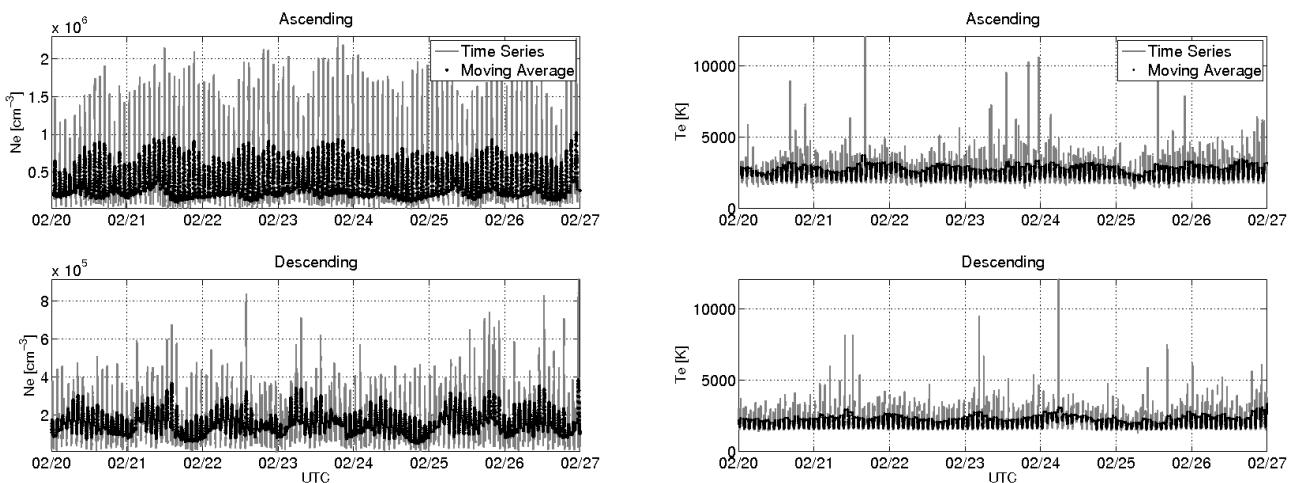 Ascending
x 10^6
Time Series
Moving Average
Ne [cm^-3]
2
1.5
1
0.5
02/20 02/21 02/22 02/23 02/24 02/25 02/26 02/27
Ascending
Time Series
Moving Average
Te [K]
10000
5000
0
02/20 02/21 02/22 02/23 02/24 02/25 02/26 02/27
Descending
x 10^5
Ne [cm^-3]
8
6
4
2
02/20 02/21 02/22 02/23 02/24 02/25 02/26 02/27
UTC
Descending
Te [K]
10000
5000
0
02/20 02/21 02/22 02/23 02/24 02/25 02/26 02/27
UTC